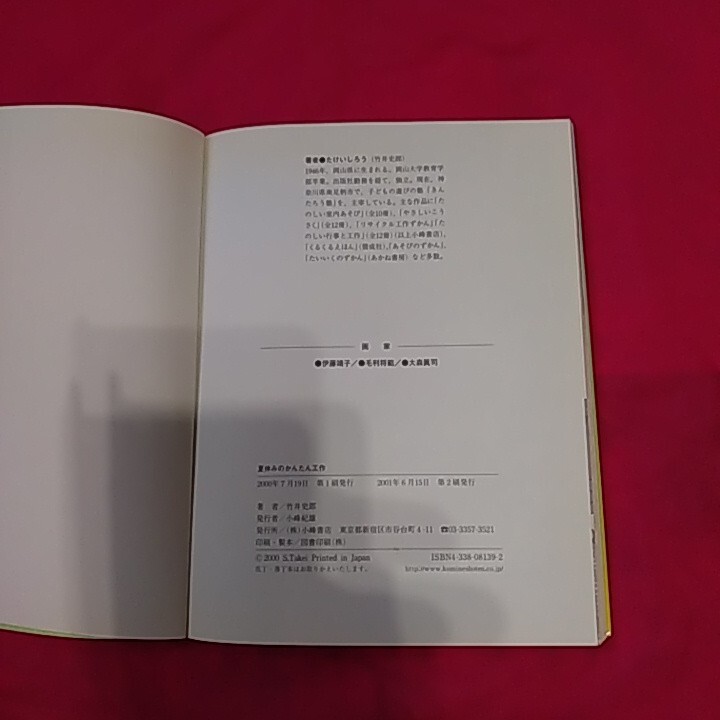 著者●たけいしろう(竹井史郎)
1946年、岡山県に生まれる。岡山大学教育学
部卒業。出版社勤務を経て、独立。現在、神
奈川県南足柄市で、子どもの遊びの塾「きん
たろう塾」を、主宰している。主な作品に「た
のしい室内あそび」(全10冊)、「やさしいこう
さく」(全12冊)、「リサイクル工作ずかん」「た
のしい行事と工作」(全12冊)(以上小峰書店)、
「くるくるえほん」(偕成社)、「あそびのずかん」、
「たいいくのずかん」(あかね書房)など多数。
画 家
●伊藤靖子/●毛利将範/●大森眞司
夏休みのかんたん工作
2000年7月19日 第1刷発行 2001年6月15日 第2刷発行
著 者/竹井史郎
発行者/小峰紀雄
発行所/(株)小峰書店 東京都新宿区市谷台町4-11 ☎03-3357-3521
印刷・製本/図書印刷(株)
©2000 S.Takei Printed in Japan ISBN4-338-08139-2
乱丁・落丁本はお取りかえいたします。 http://www.komineshoten.co.jp/